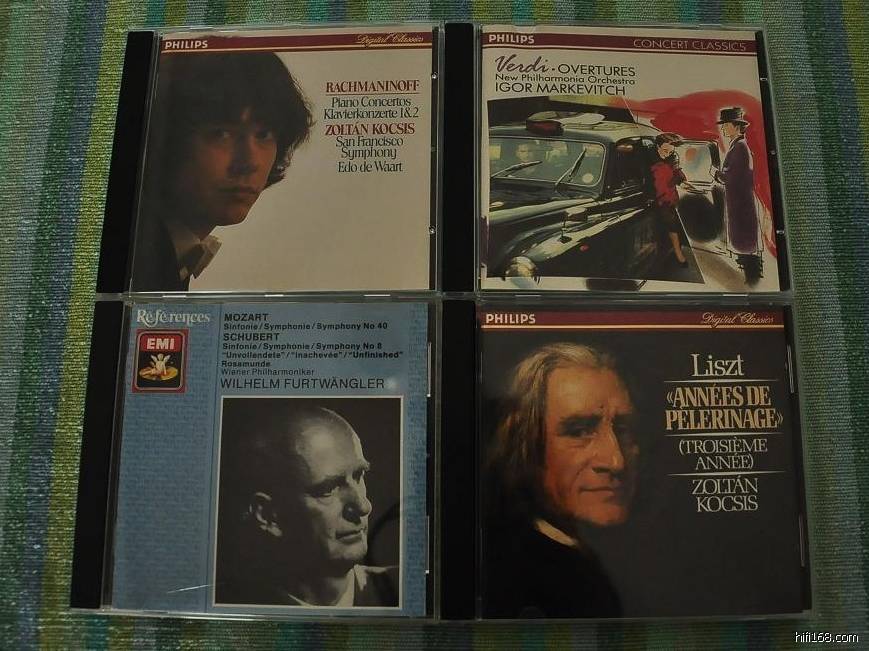 PHILIPS
Digital Classics
RACHMANINOFF
Piano Concertos
Klavierkonzerte 1 & 2
ZOLTÁN KOCSIS
San Francisco
Symphony
Edo de Waart
PHILIPS
CONCERT CLASSICS
Verdi · OVERTURES
New Philharmonia Orchestra
IGOR MARKEVITCH
Références
EMI
MOZART
Sinfonie/Symphonie/Symphony No 40
SCHUBERT
Sinfonie/Symphonie/Symphony No 8
"Unvollendete"/"Inachevée"/"Unfinished"
Rosamunde
Wiener Philharmoniker
WILHELM FURTWÄNGLER
PHILIPS
Digital Classics
Liszt
«ANNÉES DE
PÈLERINAGE»
(TROISIÈME
ANNÉE)
ZOLTÁN
KOCSIS
hifi168.com